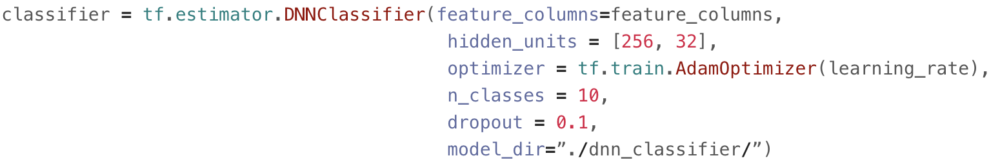 classifier = tf.estimator.DNNClassifier(feature_columns=feature_columns,
hidden_units = [256, 32],
optimizer = tf.train.AdamOptimizer(learning_rate),
n_classes = 10,
dropout = 0.1,
model_dir=”./dnn_classifier/”)